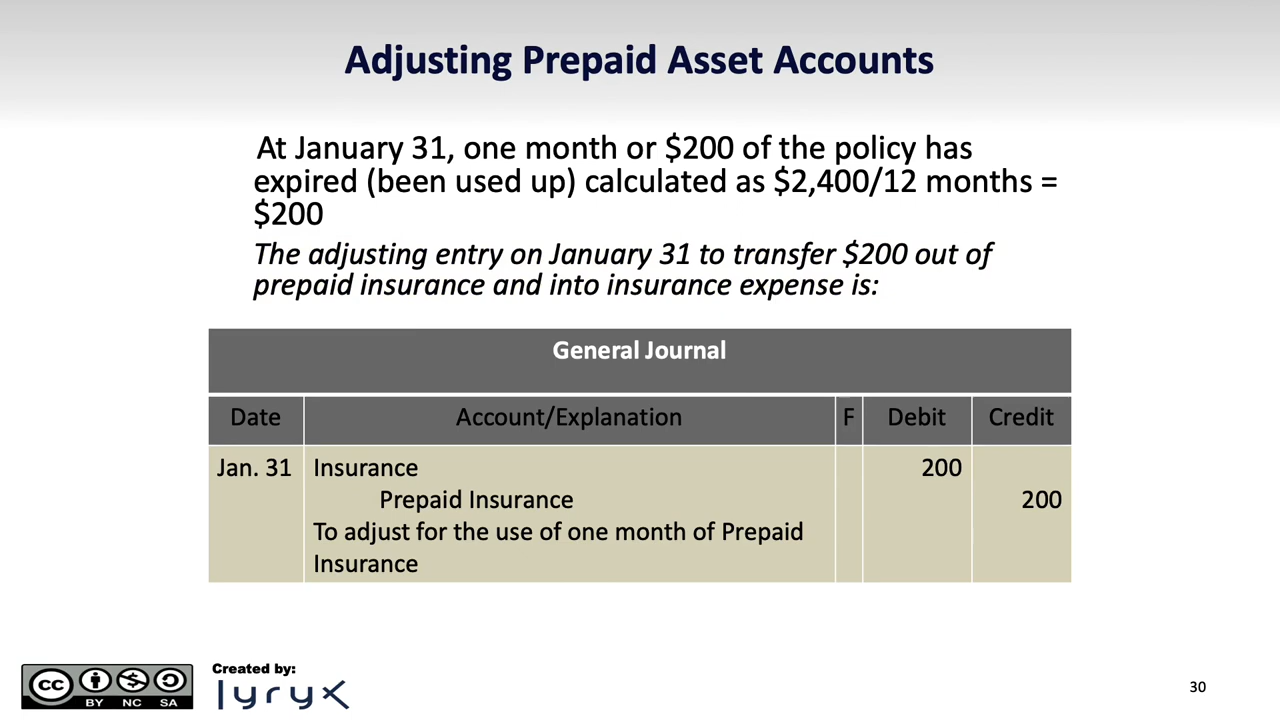 Adjusting Prepaid Asset Accounts
At January 31, one month or $200 of the policy has
expired (been used up) calculated as $2,400/12 months =
$200
The adjusting entry on January 31 to transfer $200 out of
prepaid insurance and into insurance expense is:
General Journal
Date Account/Explanation F Debit Credit
Jan. 31 Insurance 200
Prepaid Insurance 200
To adjust for the use of one month of Prepaid
Insurance
cc BY NC SA
Created by:
lyryx
30